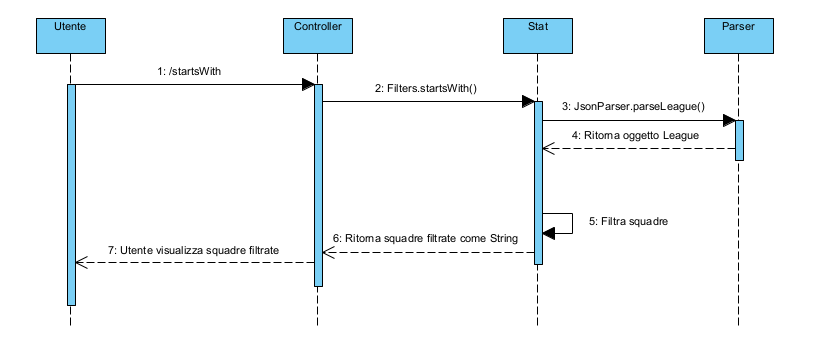 Utente
Controller
Stat
Parser
1: /startsWith
2: Filters.startsWith()
3: JsonParser.parseLeague()
4: Ritorna oggetto League
5: Filtra squadre
6: Ritorna squadre filtrate come String
7: Utente visualizza squadre filtrate